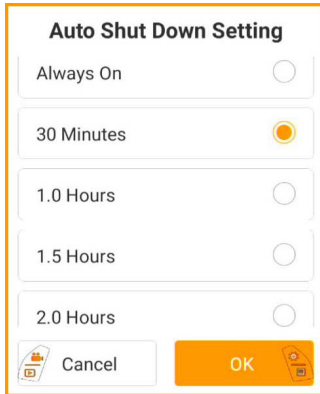 Auto Shut Down Setting
Always On
30 Minutes
1.0 Hours
1.5 Hours
2.0 Hours
Cancel
OK